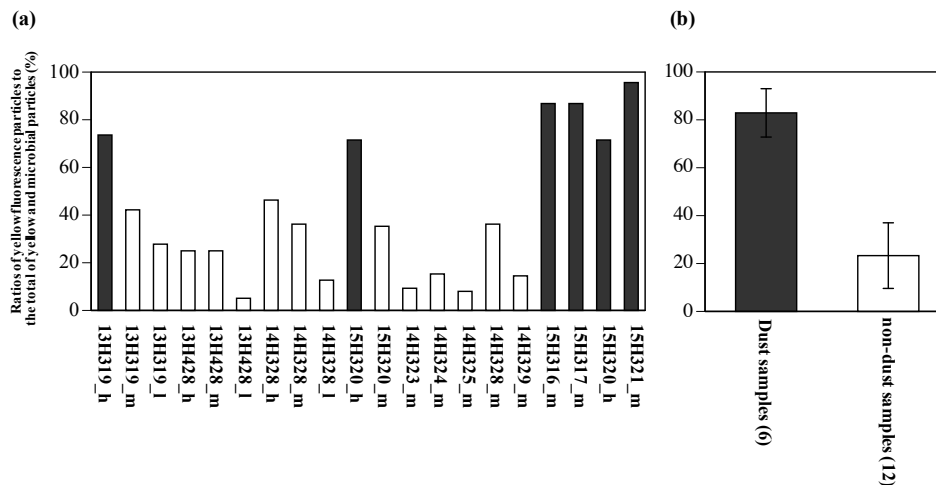 (a)
Ratios of yellow fluorescence particles to
the total of yellow and microbial particles (%)
100
80
60
40
20
0
13H319_h
13H319_m
13H319_l
13H428_h
13H428_m
13H428_l
14H328_h
14H328_m
14H328_l
15H320_h
15H320_m
14H323_m
14H324_m
14H325_m
14H328_m
14H329_m
15H316_m
15H317_m
15H320_h
15H321_m
(b)
100
80
60
40
20
0
Dust samples (6)
non-dust samples (12)